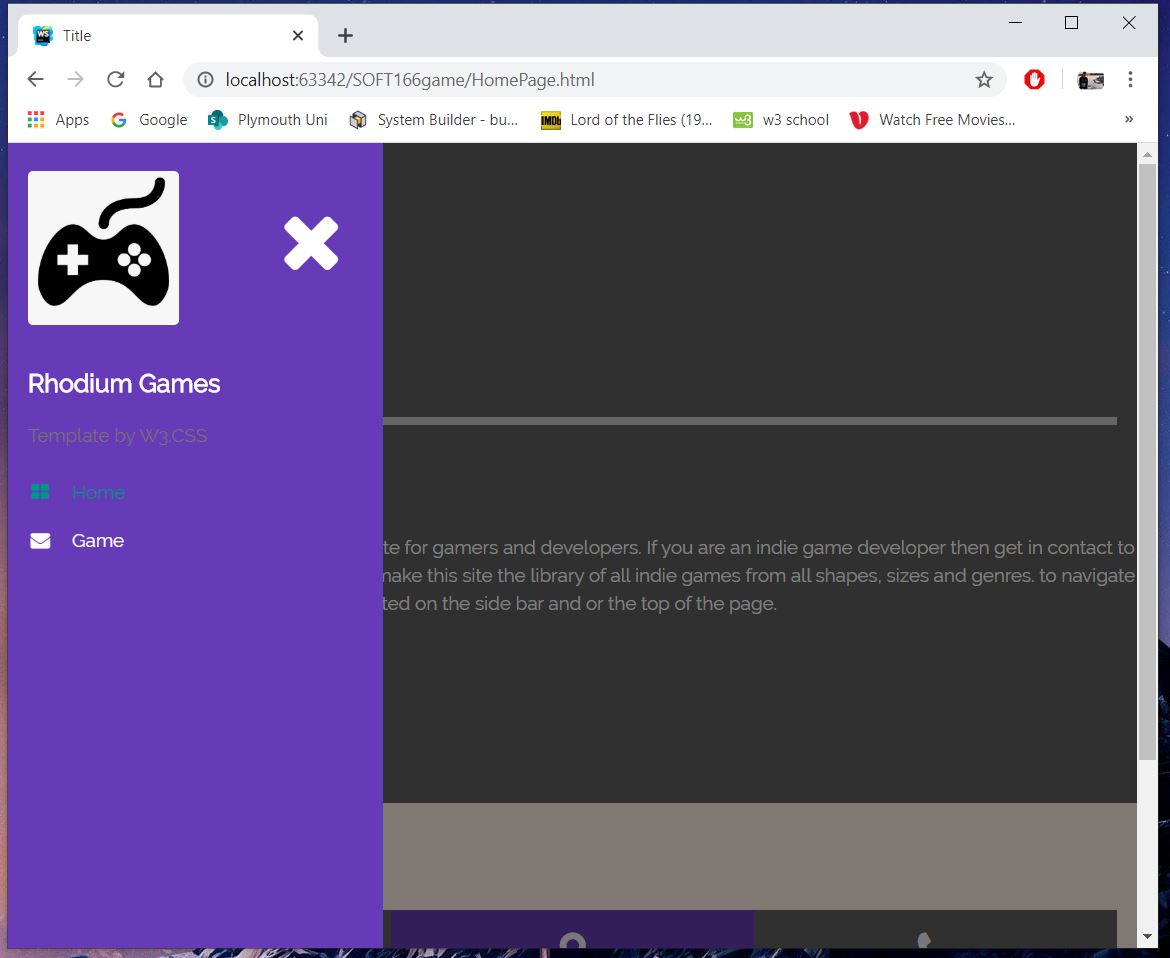 Title
localhost:63342/SOFT166game/HomePage.html
Apps Google Plymouth Uni System Builder - bu... Lord of the Flies (19... w3 school Watch Free Movies... »
Rhodium Games
Template by W3.CSS
Home
Game
te for gamers and developers. If you are an indie game developer then get in contact to
make this site the library of all indie games from all shapes, sizes and genres. to navigate
ted on the side bar and or the top of the page.